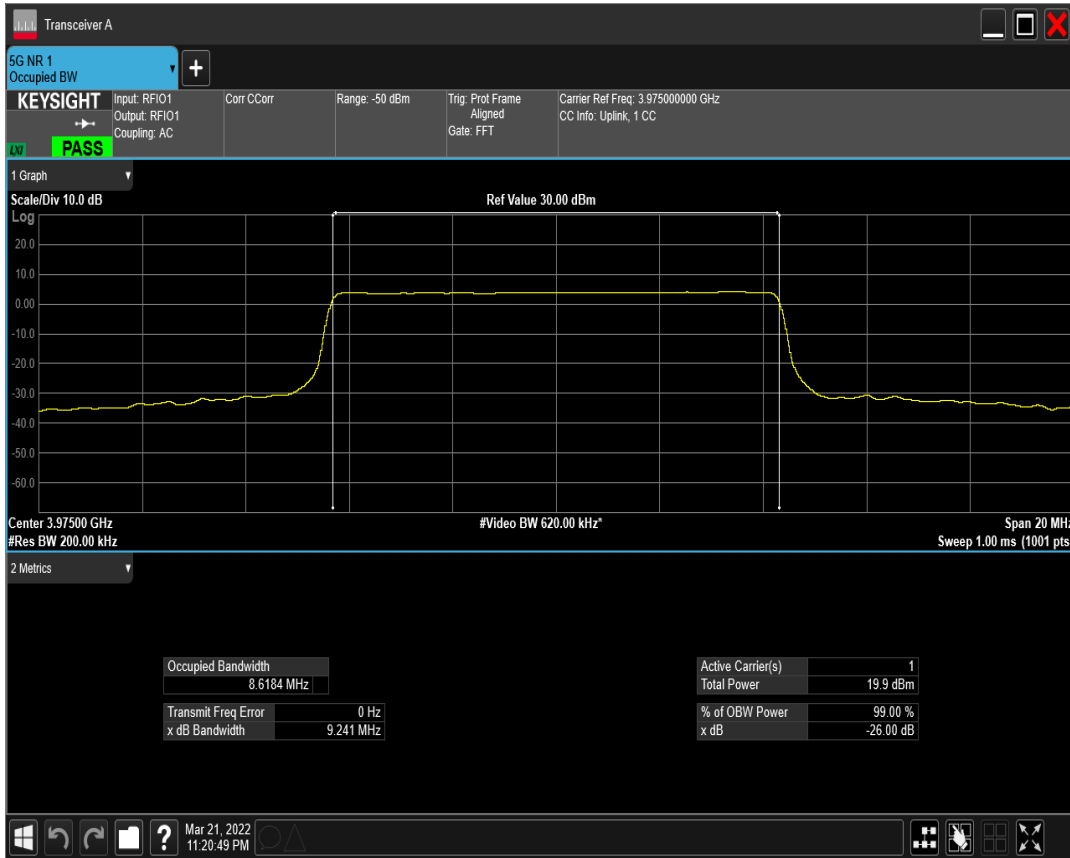 Transceiver A
5G NR 1
Occupied BW
KEYSIGHT
LXI
PASS
Input: RFIO1
Output: RFIO1
Coupling: AC
Corr CCorr
Range: -50 dBm
Trig: Prot Frame
Aligned
Gate: FFT
Carrier Ref Freq: 3.975000000 GHz
CC Info: Uplink, 1 CC
1 Graph
Scale/Div 10.0 dB
Ref Value 30.00 dBm
Log
20.0
10.0
0.00
-10.0
-20.0
-30.0
-40.0
-50.0
-60.0
Center 3.97500 GHz
#Video BW 620.00 kHz*
Span 20 MHz
#Res BW 200.00 kHz
Sweep 1.00 ms (1001 pts
2 Metrics
Occupied Bandwidth
8.6184 MHz
Transmit Freq Error 0 Hz
x dB Bandwidth 9.241 MHz
Active Carrier(s) 1
Total Power 19.9 dBm
% of OBW Power 99.00 %
x dB -26.00 dB
?
Mar 21, 2022
11:20:49 PM